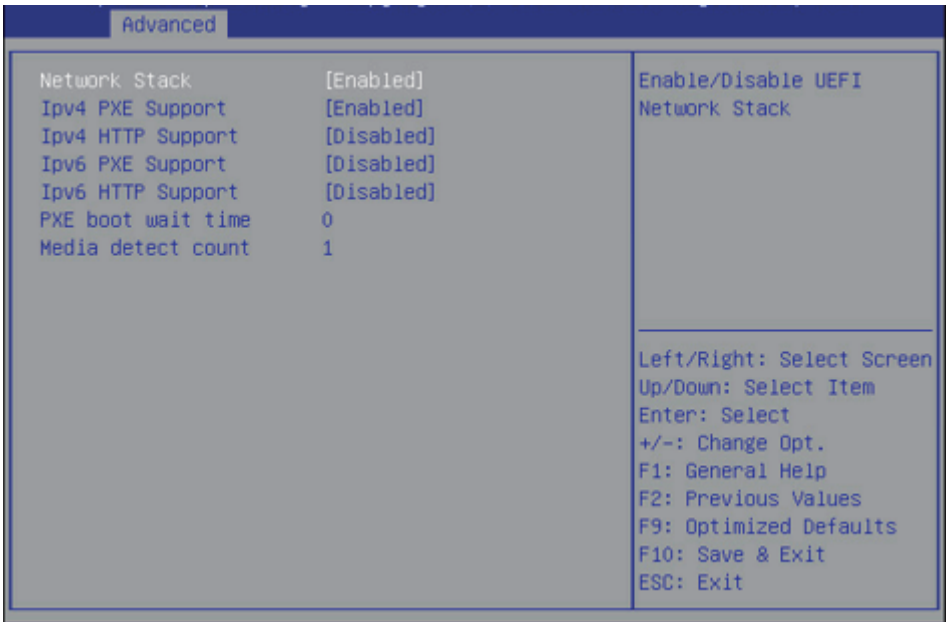 Advanced
Network Stack [Enabled]
Ipv4 PXE Support [Enabled]
Ipv4 HTTP Support [Disabled]
Ipv6 PXE Support [Disabled]
Ipv6 HTTP Support [Disabled]
PXE boot wait time 0
Media detect count 1
Enable/Disable UEFI
Network Stack
Left/Right: Select Screen
Up/Down: Select Item
Enter: Select
+/-: Change Opt.
F1: General Help
F2: Previous Values
F9: Optimized Defaults
F10: Save & Exit
ESC: Exit